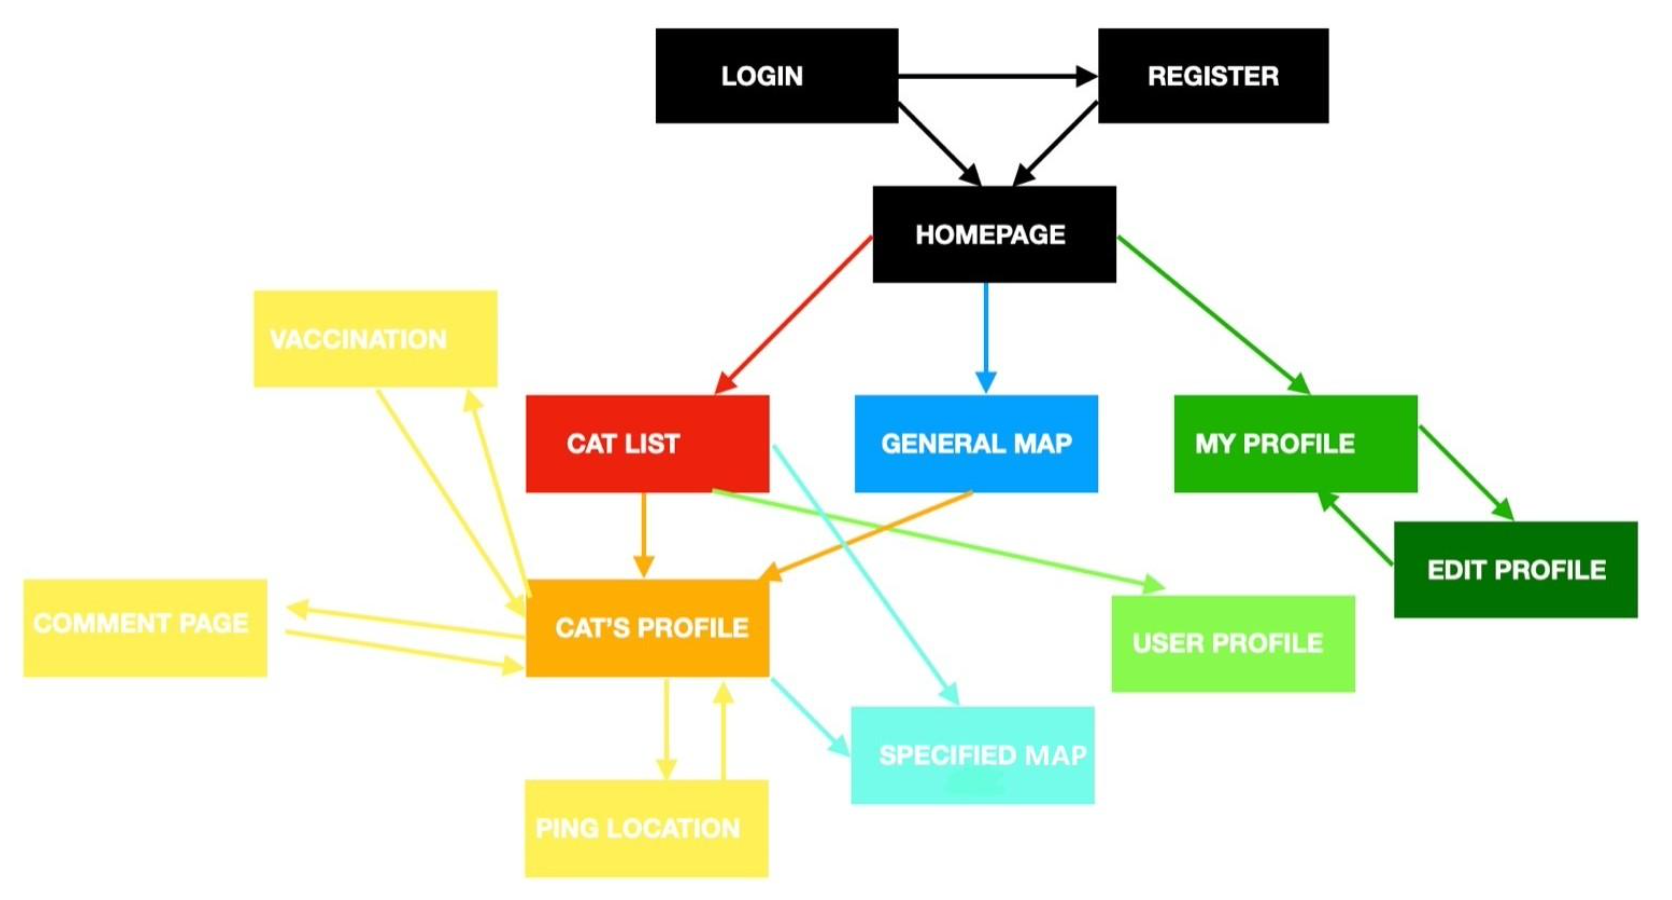 LOGIN
REGISTER
HOMEPAGE
VACCINATION
CAT LIST
GENERAL MAP
MY PROFILE
EDIT PROFILE
COMMENT PAGE
CAT'S PROFILE
USER PROFILE
SPECIFIED MAP
PING LOCATION